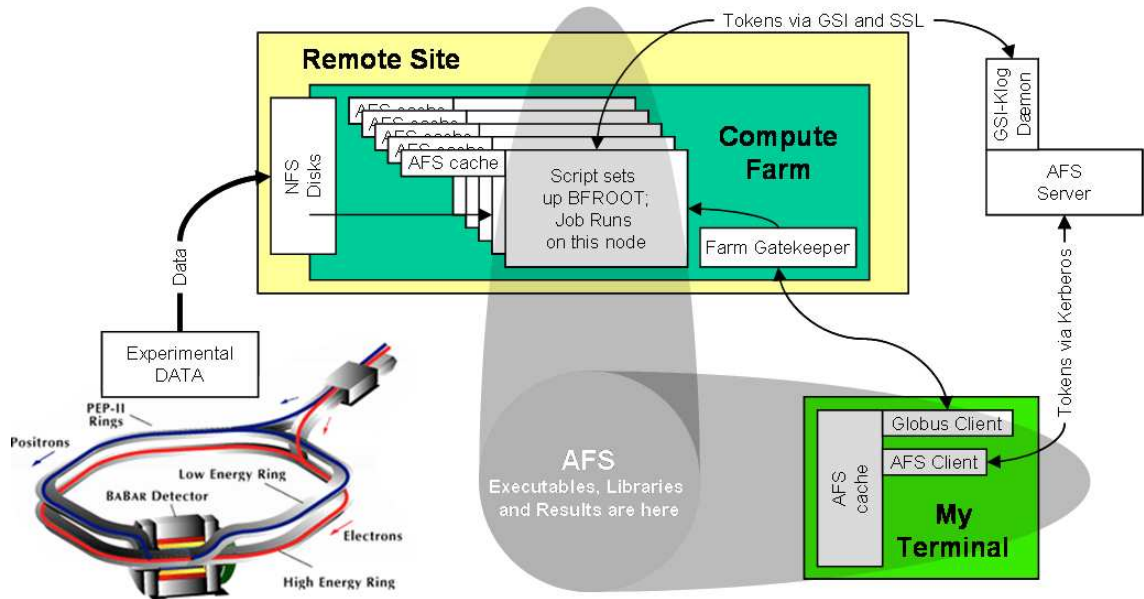 Tokens via GSI and SSL
Remote Site
GSI-Klog
Dæmon
AFS cache
AFS cache
AFS cache
AFS cache
AFS cache
Compute
Farm
NFS
Disks
Script sets
up BFROOT;
Job Runs
on this node
AFS
Server
Farm Gatekeeper
Data
Tokens via Kerberos
Experimental
DATA
PEP-II
Rings
Positrons
Low Energy Ring
BABAR Detector
Electrons
High Energy Ring
AFS
Executables, Libraries
and Results are here
Globus Client
AFS Client
AFS
cache
My
Terminal